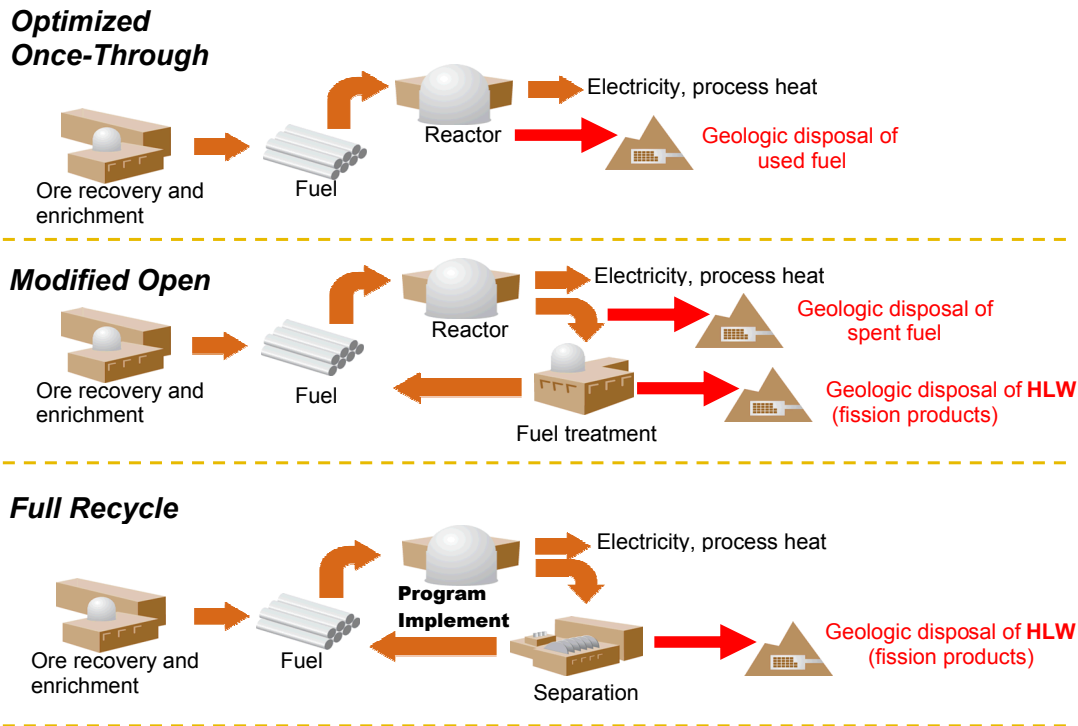 Optimized
Once-Through
Electricity, process heat
Reactor
Geologic disposal of
used fuel
Fuel
Ore recovery and
enrichment
Modified Open
Electricity, process heat
Reactor
Geologic disposal of
spent fuel
Ore recovery and
enrichment
Fuel
Geologic disposal of HLW
(fission products)
Fuel treatment
Full Recycle
Electricity, process heat
Program
Implement
Ore recovery and
enrichment
Fuel
Geologic disposal of HLW
(fission products)
Separation